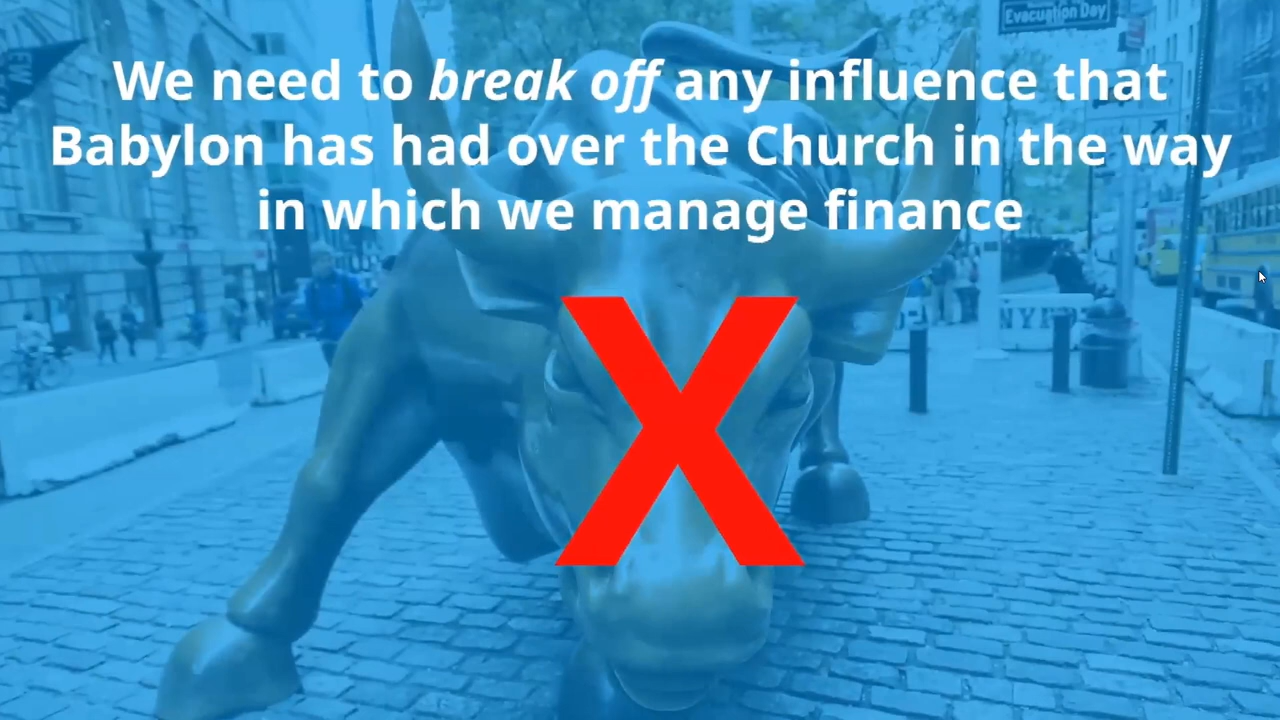 Evacuation Day
We need to break off any influence that
Babylon has had over the Church in the way
in which we manage finance
X